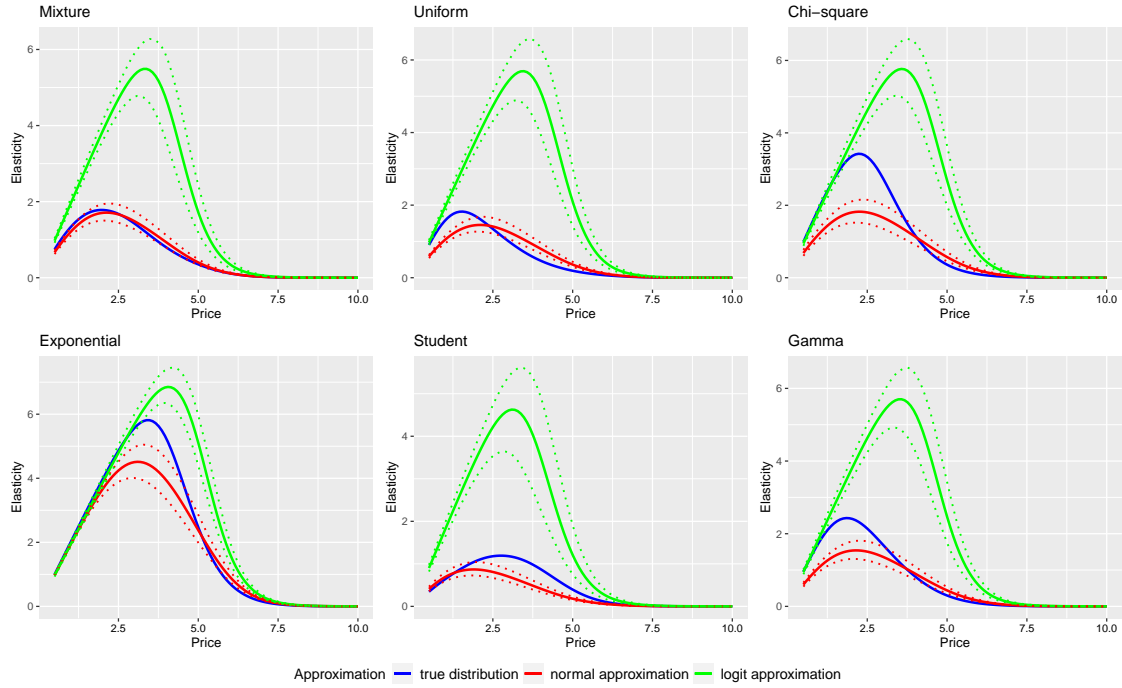 Mixture
Uniform
Chi−square
6
4
2
0
Elasticity
2.5
5.0
7.5
10.0
Price
6
4
2
0
Elasticity
2.5
5.0
7.5
10.0
Price
6
4
2
0
Elasticity
2.5
5.0
7.5
10.0
Price
Exponential
Student
Gamma
6
4
2
0
Elasticity
2.5
5.0
7.5
10.0
Price
4
2
0
Elasticity
2.5
5.0
7.5
10.0
Price
6
4
2
0
Elasticity
2.5
5.0
7.5
10.0
Price
Approximation true distribution normal approximation logit approximation